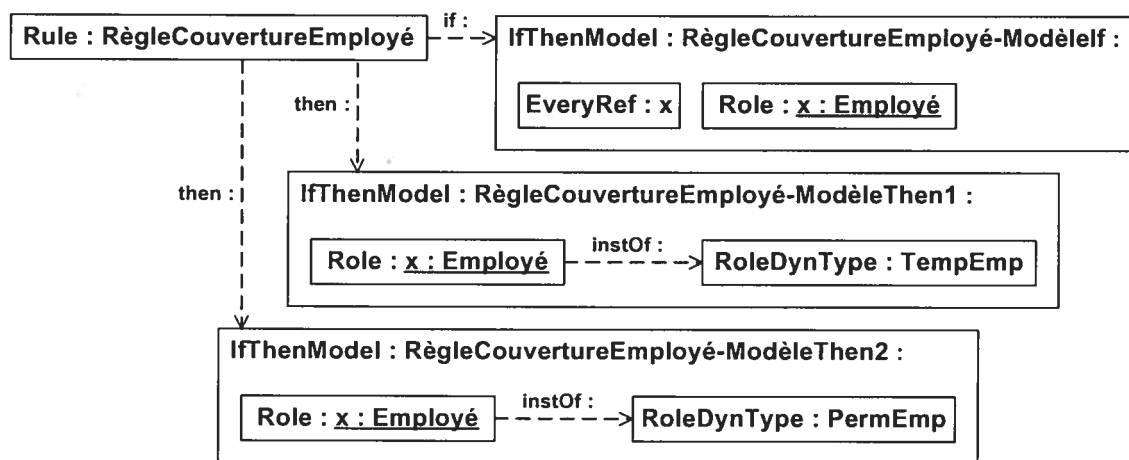 if :
Rule : RègleCouvertureEmployé
IfThenModel : RègleCouvertureEmployé-ModèleIf :
EveryRef : x
Role : x : Employé
then :
then :
IfThenModel : RègleCouvertureEmployé-ModèleThen1 :
Role : x : Employé
instOf :
RoleDynType : TempEmp
IfThenModel : RègleCouvertureEmployé-ModèleThen2 :
Role : x : Employé
instOf :
RoleDynType : PermEmp